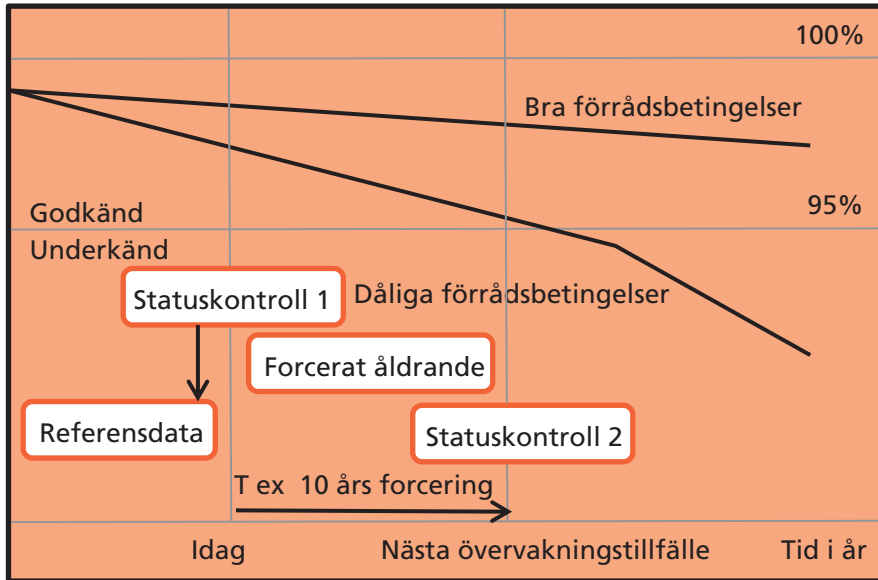 100%
Bra förrådsbetingelser
95%
Godkänd
Underkänd
Statuskontroll 1
Dåliga förrådsbetingelser
Forcerat åldrande
Referensdata
Statuskontroll 2
T ex 10 års forcering
Idag
Nästa övervakningstillfälle
Tid i år